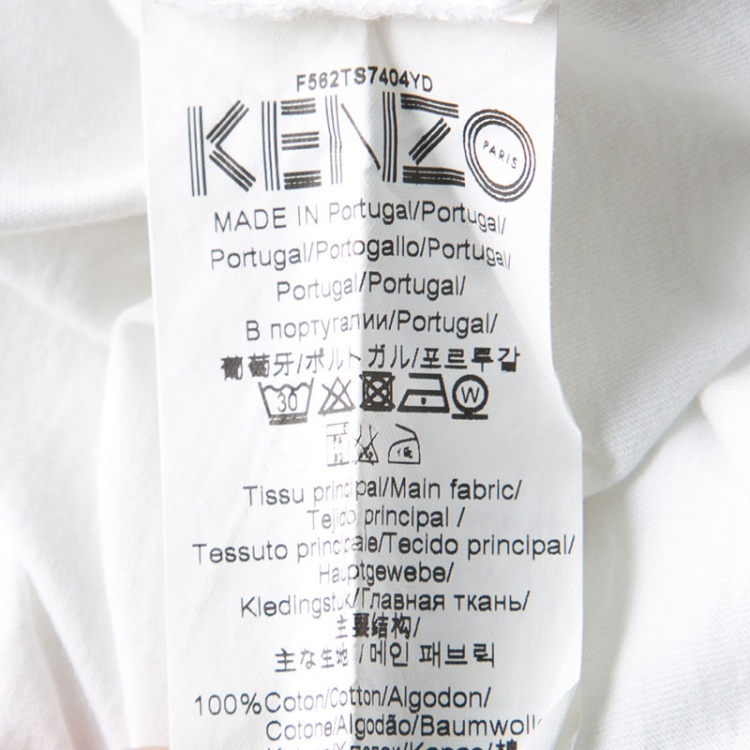 F562TS7404YD
KENZO PARIS
MADE IN Portugal/Portugal/
Portugal/Portogallo/Portugal/
Portugal/Portugal/
В португалии/Portugal/
葡萄牙/ポルトガル/포르투갈
30 W
Tissu principal/Main fabric/
Tejido principal /
Tessuto principale/Tecido principal/
Hauptgewebe/
Kledingstuk/Главная ткань/
主要结构/
主な生地/메인 패브릭
100%Coton/Cotton/Algodon/
Cotone/Algodão/Baumwoll